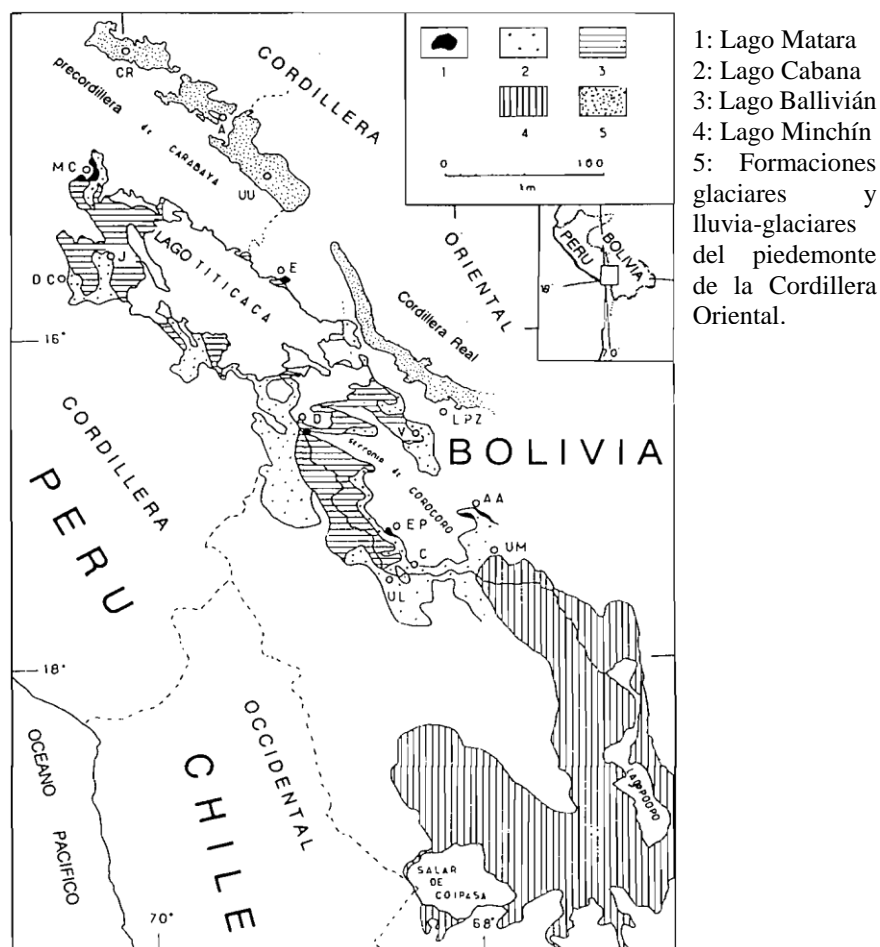 CORDILLERA
ORIENTAL
precordillera
de
CARABAYA
CR
A
UU
MC
J
DC
LAGO TITICACA
E
Cordillera Real
16°
CORDILLERA
OCCIDENTAL
D
V
LPZ
serrania de
COROCORO
BOLIVIA
PERU
AA
EP
C
UM
UL
18°
OCEANO
PACIFICO
CHILE
LAGO POOPO
SALAR
DE
COIPASA
70°
68°
1
2
3
4
5
0
100
km
PERU
BOLIVIA
18°
70°
1: Lago Matara
2: Lago Cabana
3: Lago Ballivián
4: Lago Minchín
5: Formaciones
glaciares y
lluvia-glaciares
del piedemonte
de la Cordillera
Oriental.